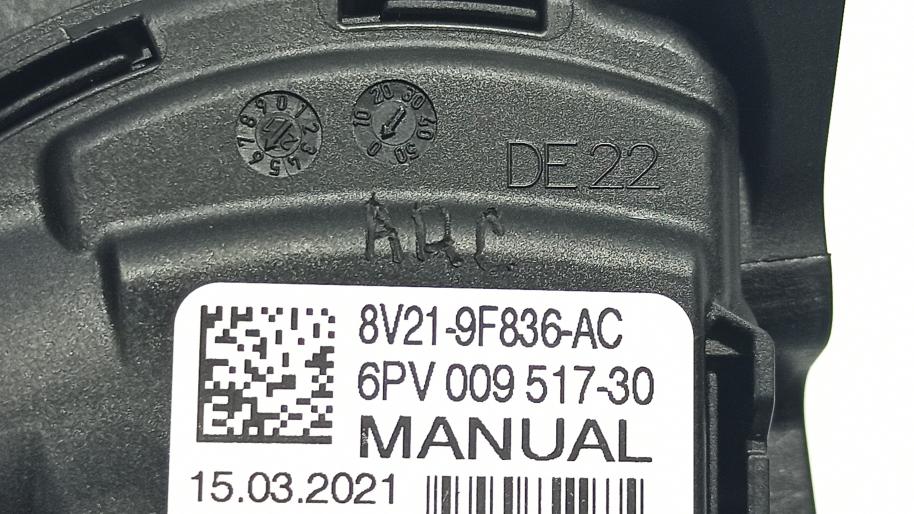 DE 22
ARC
8V21-9F836-AC
6PV 009 517-30
MANUAL
15.03.2021